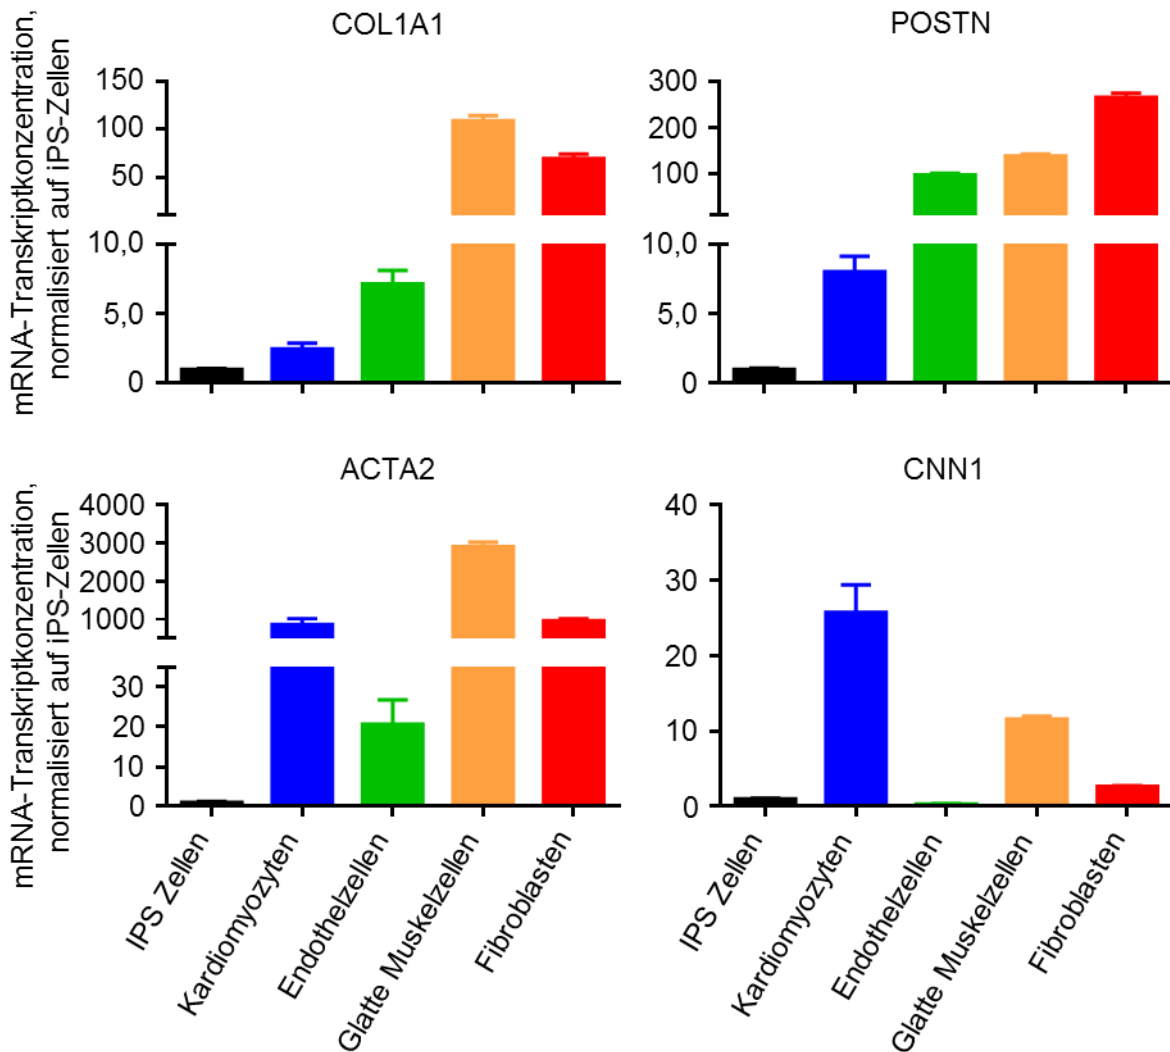 COL1A1
mRNA-Transkriptkonzentration,
normalisiert auf iPS-Zellen
150
100
50
10,0
5,0
0
POSTN
300
200
100
10,0
5,0
0
ACTA2
mRNA-Transkriptkonzentration,
normalisiert auf iPS-Zellen
4000
3000
2000
1000
30
20
10
0
IPS Zellen
Kardiomyozyten
Endothelzellen
Glatte Muskelzellen
Fibroblasten
CNN1
40
30
20
10
0
IPS Zellen
Kardiomyozyten
Endothelzellen
Glatte Muskelzellen
Fibroblasten